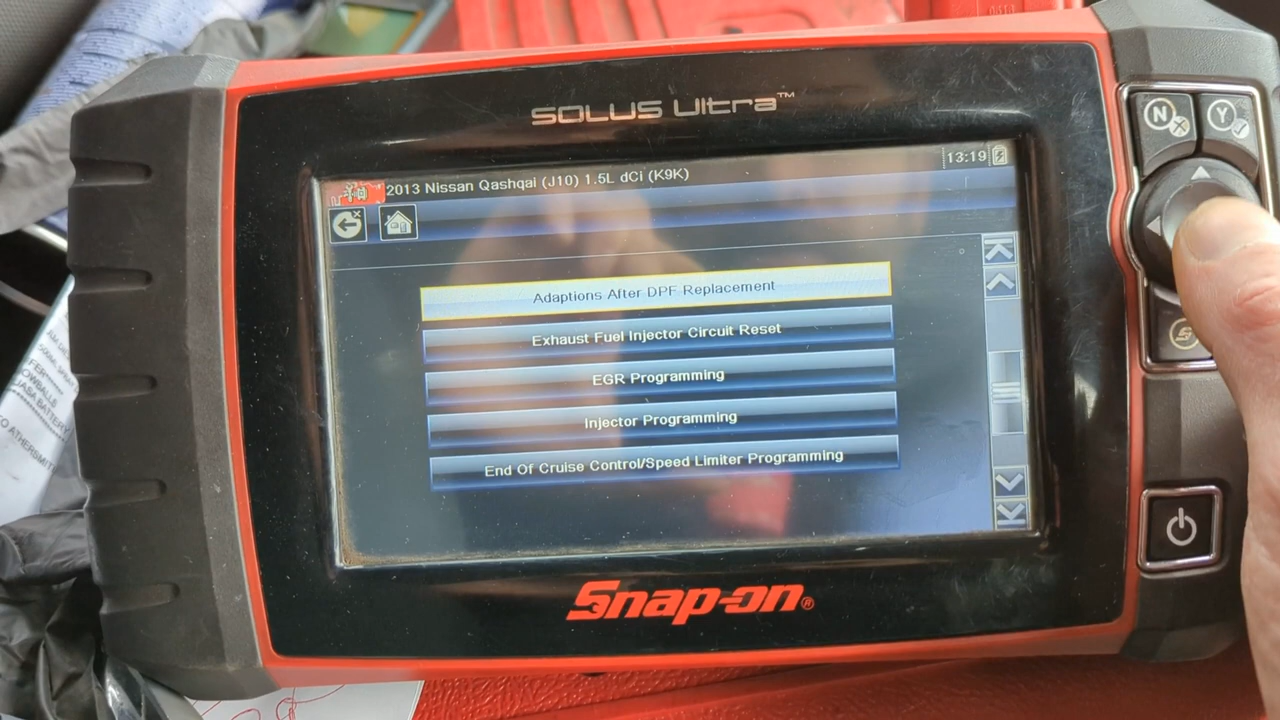 SOLUS Ultra™
13:19
2013 Nissan Qashqai (J10) 1.5L dCi (K9K)
N
Y
Adaptions After DPF Replacement
Exhaust Fuel Injector Circuit Reset
EGR Programming
Injector Programming
End Of Cruise Control/Speed Limiter Programming
S
Snap-on®